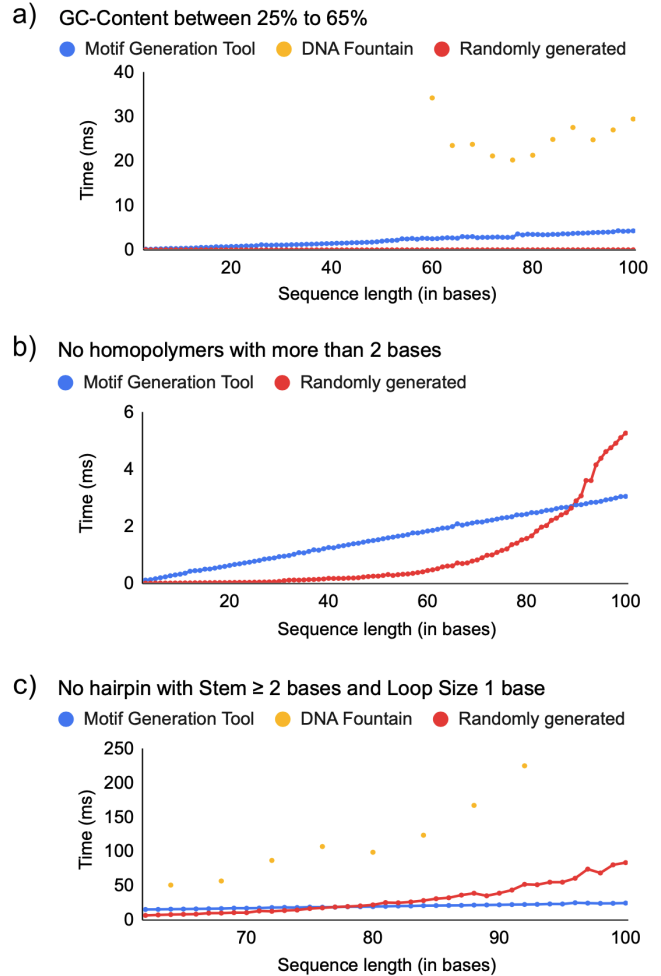 a) GC-Content between 25% to 65%
Motif Generation Tool DNA Fountain Randomly generated
40
30
20
10
0
Time (ms)
20 40 60 80 100
Sequence length (in bases)
b) No homopolymers with more than 2 bases
Motif Generation Tool Randomly generated
6
4
2
0
Time (ms)
20 40 60 80 100
Sequence length (in bases)
c) No hairpin with Stem ≥ 2 bases and Loop Size 1 base
Motif Generation Tool DNA Fountain Randomly generated
250
200
150
100
50
0
Time (ms)
70 80 90 100
Sequence length (in bases)